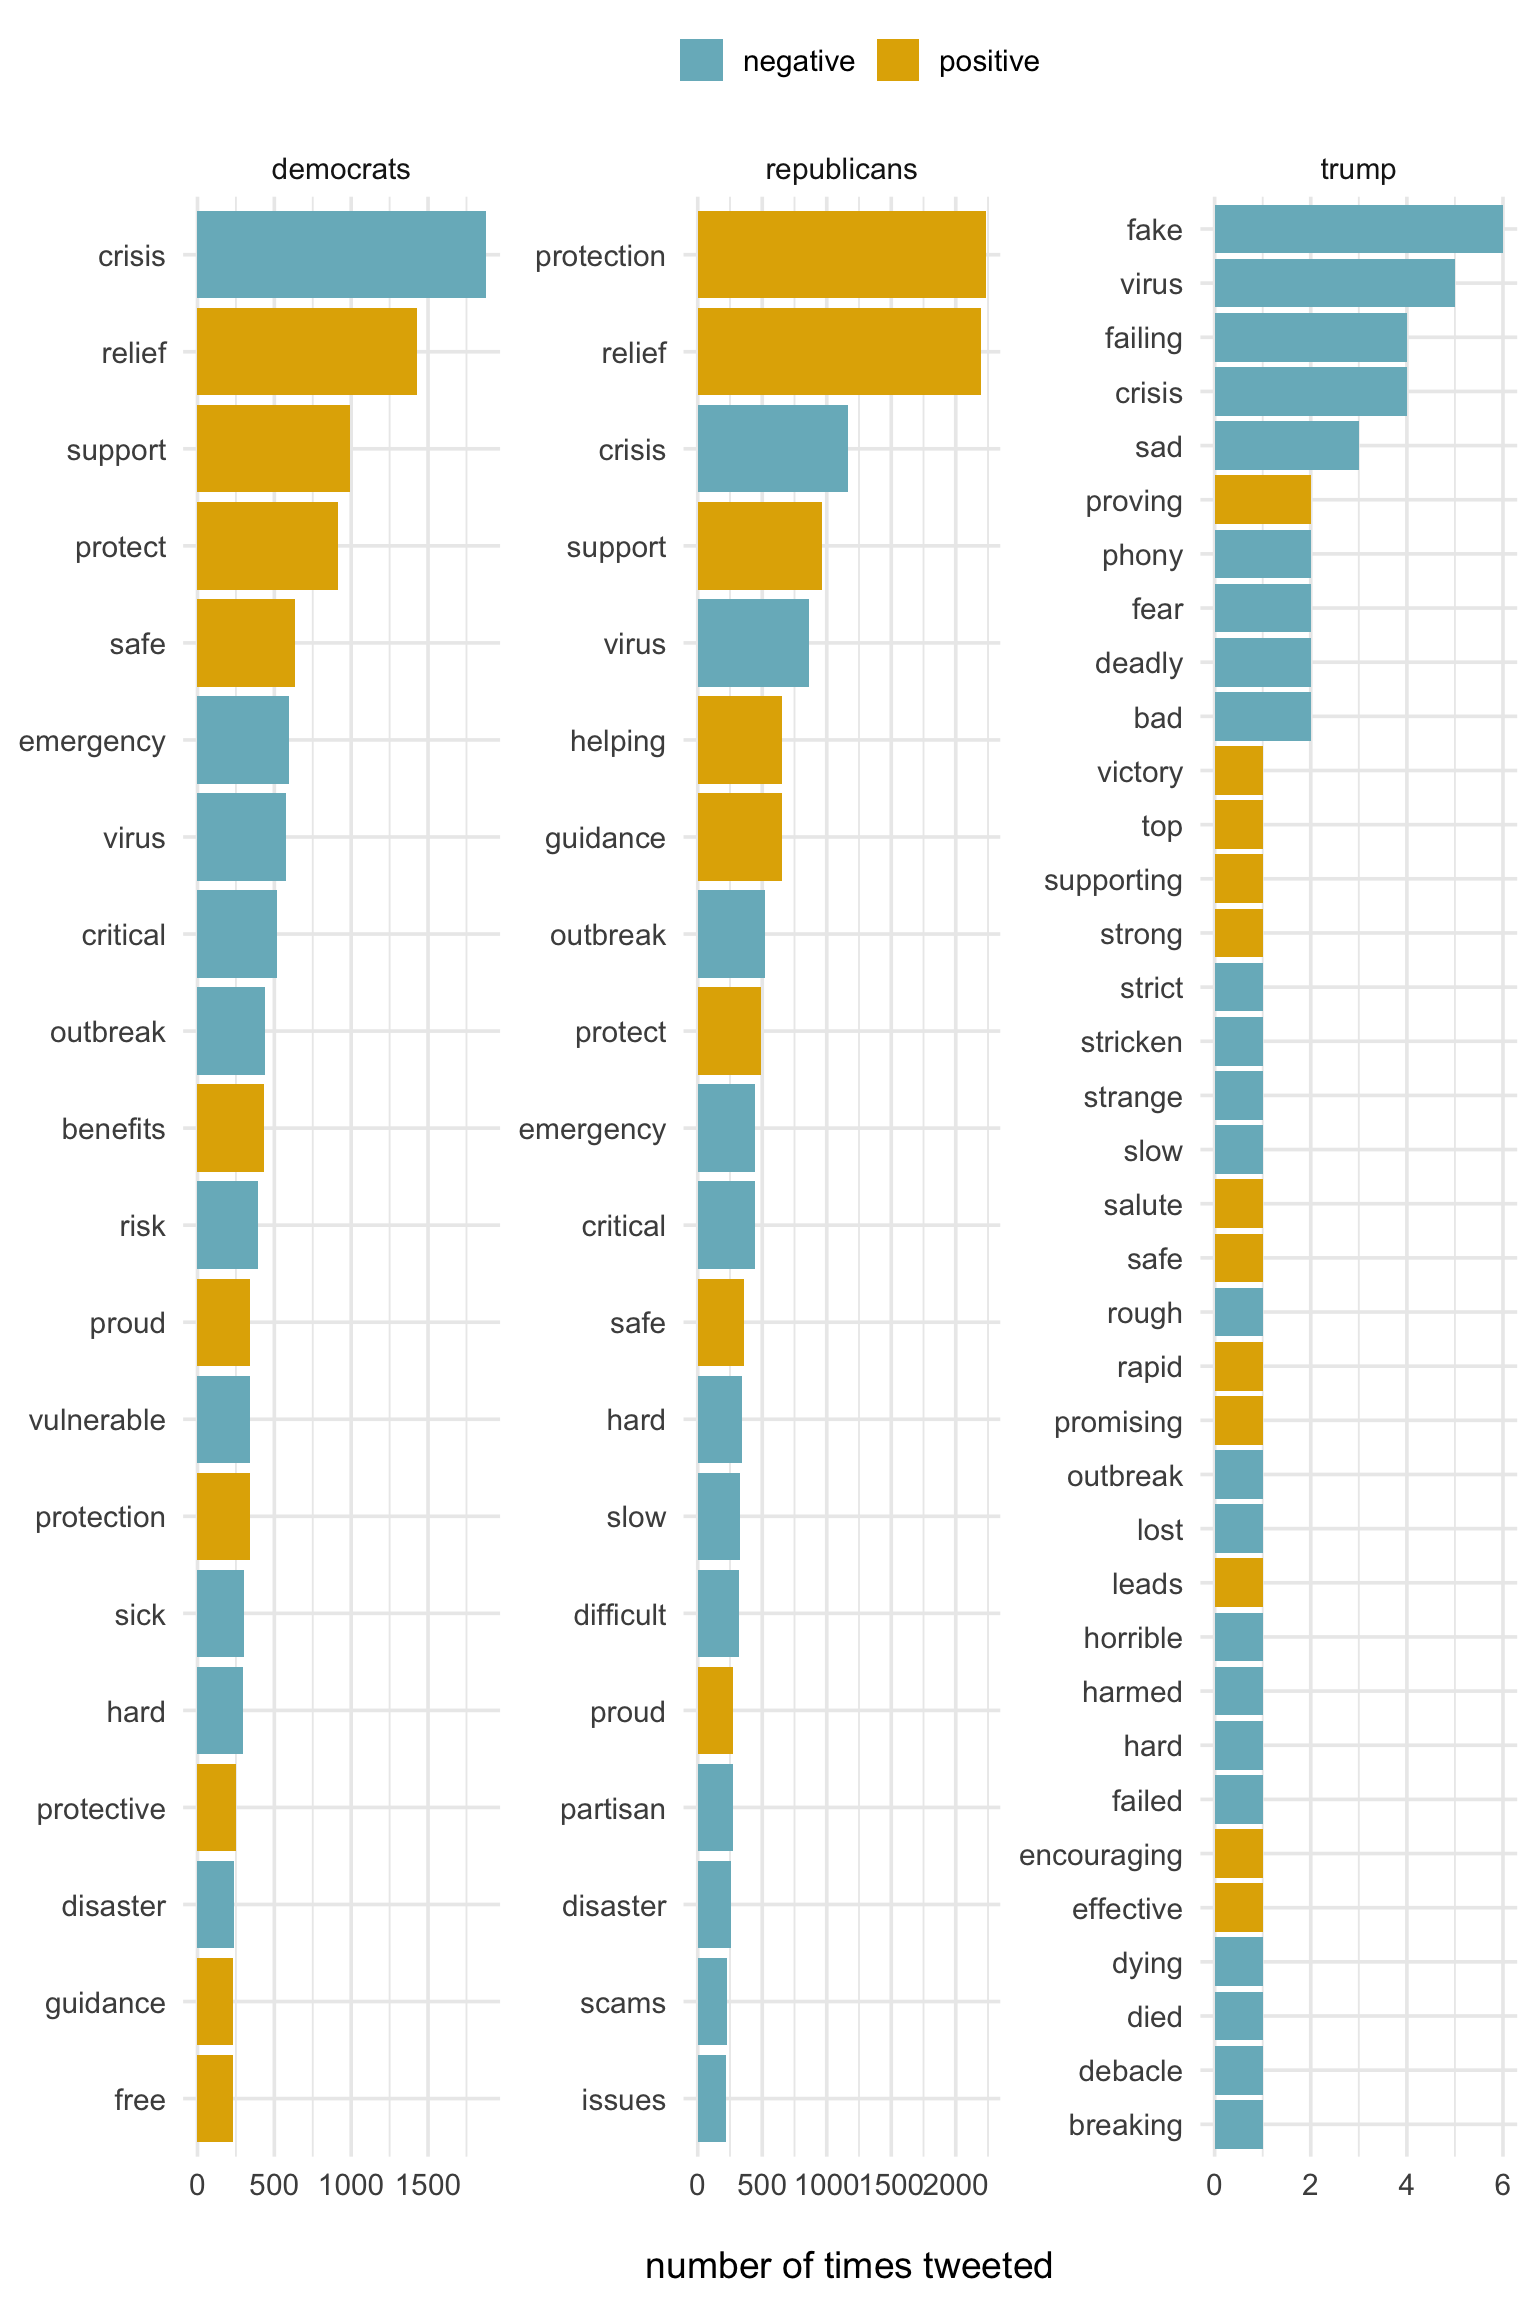 negative positive
democrats
crisis
relief
support
protect
safe
emergency
virus
critical
outbreak
benefits
risk
proud
vulnerable
protection
sick
hard
protective
disaster
guidance
free
0 500 1000 1500
republicans
protection
relief
crisis
support
virus
helping
guidance
outbreak
protect
emergency
critical
safe
hard
slow
difficult
proud
partisan
disaster
scams
issues
0 500 1000 1500 2000
trump
fake
virus
failing
crisis
sad
proving
phony
fear
deadly
bad
victory
top
supporting
strong
strict
stricken
strange
slow
salute
safe
rough
rapid
promising
outbreak
lost
leads
horrible
harmed
hard
failed
encouraging
effective
dying
died
debacle
breaking
0 2 4 6
number of times tweeted